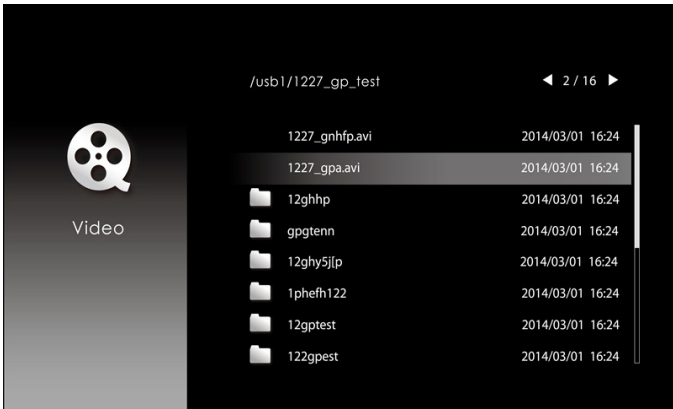 /usb1/1227_gp_test 2 / 16
1227_gnhfp.avi 2014/03/01 16:24
1227_gpa.avi 2014/03/01 16:24
12ghhp 2014/03/01 16:24
Video
gpgtenn 2014/03/01 16:24
12ghy5j[p 2014/03/01 16:24
1phefh122 2014/03/01 16:24
12gptest 2014/03/01 16:24
122gpest 2014/03/01 16:24